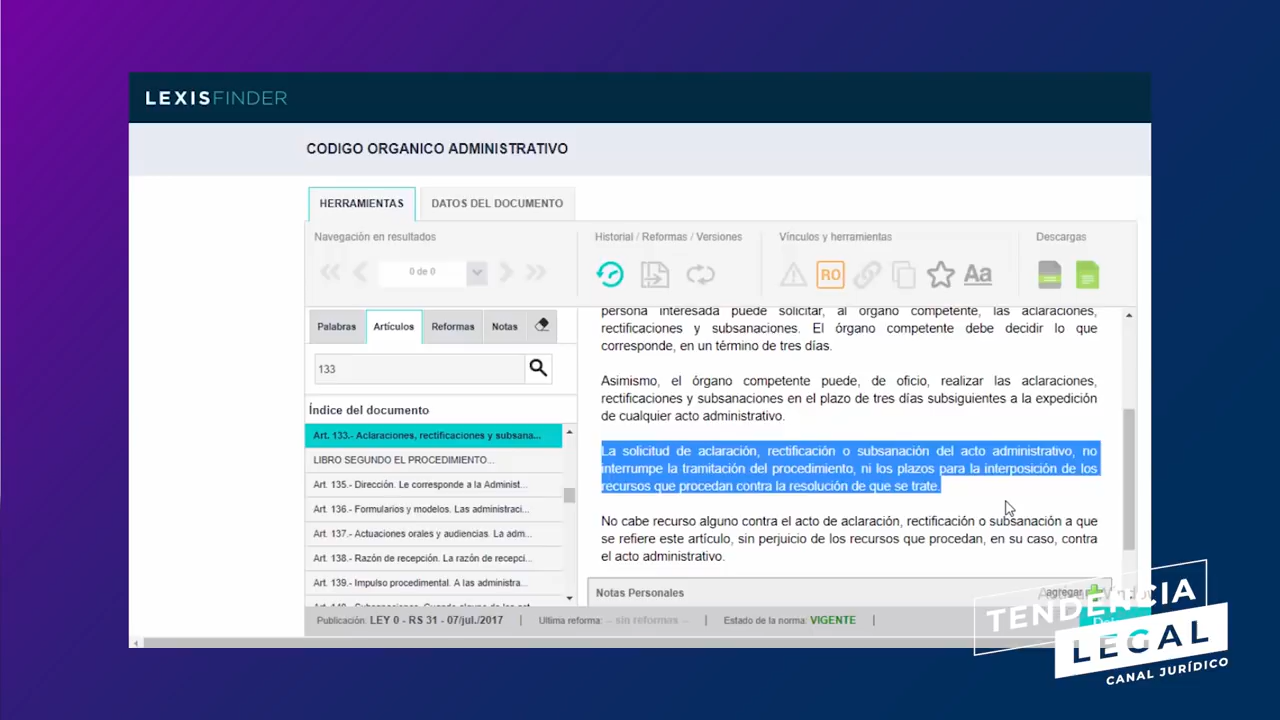 LEXISFINDER
CODIGO ORGANICO ADMINISTRATIVO
HERRAMIENTAS
DATOS DEL DOCUMENTO
Navegación en resultados
Historial / Reformas / Versiones
Vínculos y herramientas
Descargas
0 de 0
RO
Aa
Palabras
Artículos
Reformas
Notas
133
Índice del documento
Art. 133.- Aclaraciones, rectificaciones y subsana...
LIBRO SEGUNDO EL PROCEDIMIENTO...
Art. 135.- Dirección. Le corresponde a la Administ...
Art. 136.- Formularios y modelos. Las administraci...
Art. 137.- Actuaciones orales y audiencias. La adm...
Art. 138.- Razón de recepción. La razón de recepci...
Art. 139.- Impulso procedimental. A las administra...
persona interesada puede solicitar, al órgano competente, las aclaraciones,
rectificaciones y subsanaciones. El órgano competente debe decidir lo que
corresponde, en un término de tres días.
Asimismo, el órgano competente puede, de oficio, realizar las aclaraciones,
rectificaciones y subsanaciones en el plazo de tres días subsiguientes a la expedición
de cualquier acto administrativo.
La solicitud de aclaración, rectificación o subsanación del acto administrativo, no
interrumpe la tramitación del procedimiento, ni los plazos para la interposición de los
recursos que procedan contra la resolución de que se trate.
No cabe recurso alguno contra el acto de aclaración, rectificación o subsanación a que
se refiere este artículo, sin perjuicio de los recursos que procedan, en su caso, contra
el acto administrativo.
Notas Personales
Agregar
Publicación. LEY 0 - RS 31 - 07/jul./2017 | Ultima reforma: -- sin reformas -- | Estado de la norma: VIGENTE |
TENDENCIA
LEGAL
CANAL JURÍDICO